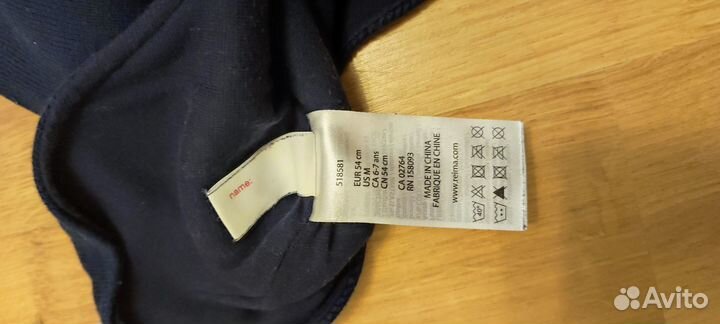 name:
518581
EUR 54 cm
US M
CA 6-7 ans
CN 54 cm
CA 02764
RN 158093
MADE IN CHINA
FABRIQUE EN CHINE
www.reima.com
40°
Avito